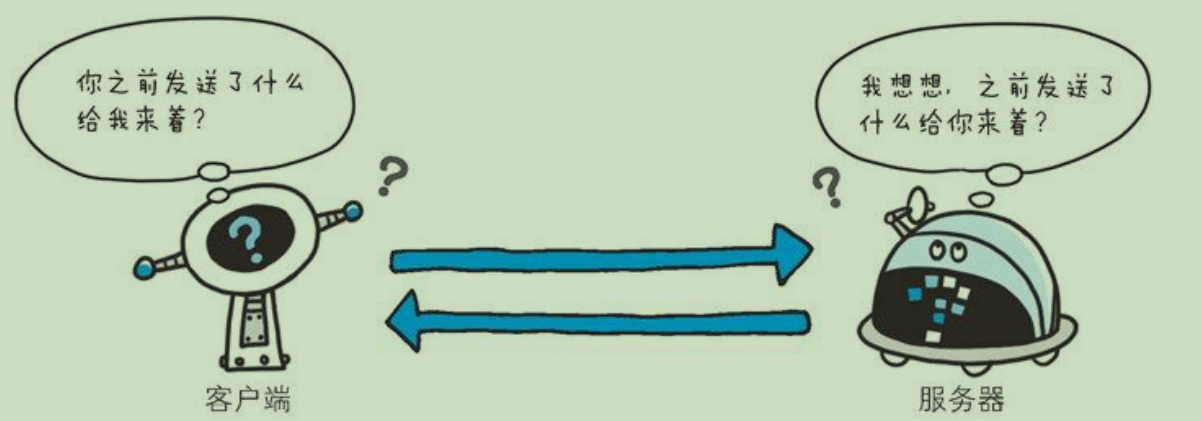 你之前发送了什么
给我来着?
我想想, 之前发送了
什么给你来着?
?
?
?
客户端
服务器